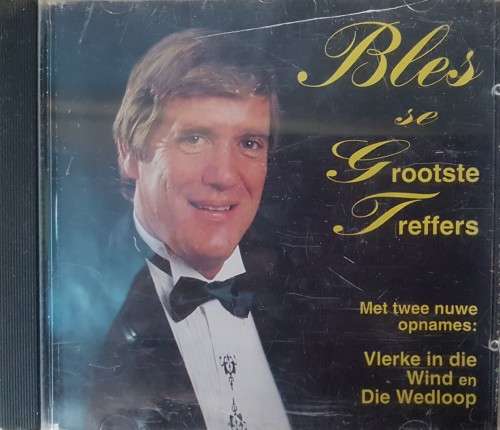 Bles
se
Grootste
Treffers
Met twee nuwe
opnames:
Vlerke in die
Wind en
Die Wedloop